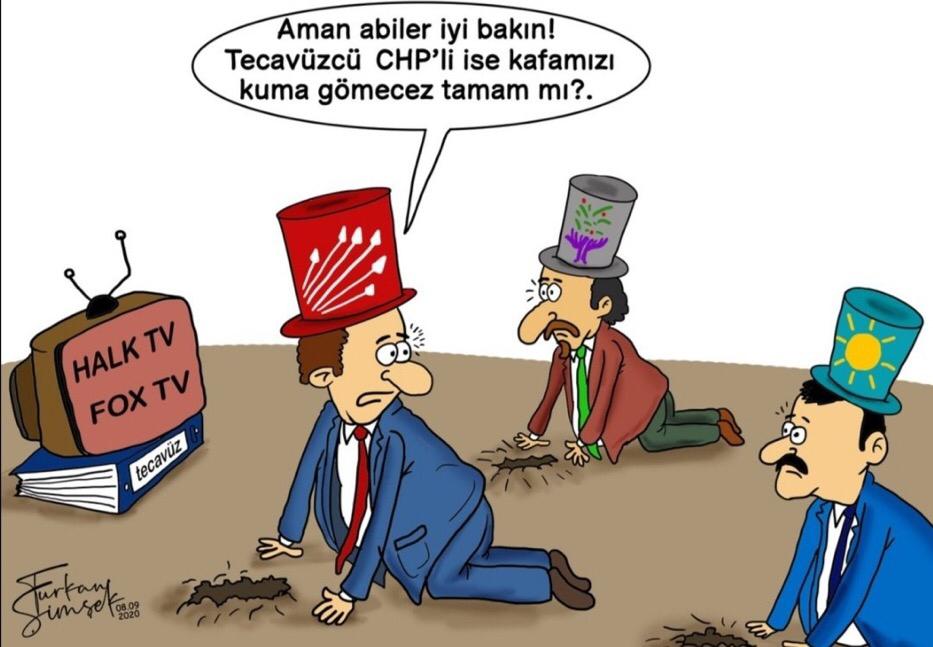 Aman abiler iyi bakın!
Tecavüzcü CHP'li ise kafamızı
kuma gömecez tamam mı?.
HALK TV
FOX TV
tecavüz
Furkan
Şimşek
08.09
2020